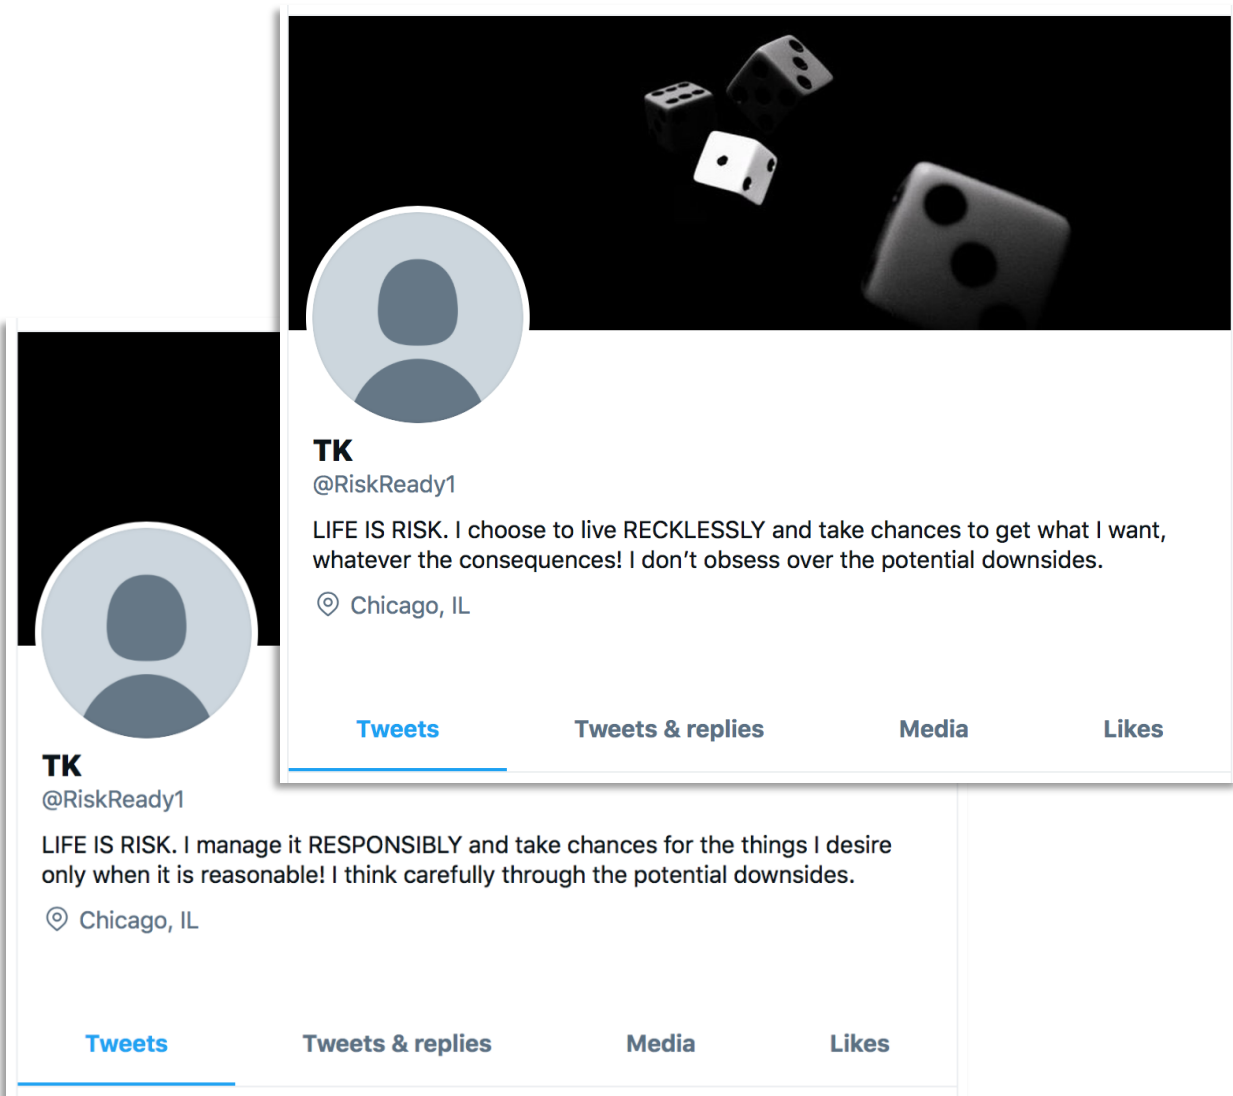 TK
@RiskReady1
LIFE IS RISK. I choose to live RECKLESSLY and take chances to get what I want,
whatever the consequences! I don’t obsess over the potential downsides.
Chicago, IL
Tweets Tweets & replies Media Likes
TK
@RiskReady1
LIFE IS RISK. I manage it RESPONSIBLY and take chances for the things I desire
only when it is reasonable! I think carefully through the potential downsides.
Chicago, IL
Tweets Tweets & replies Media Likes